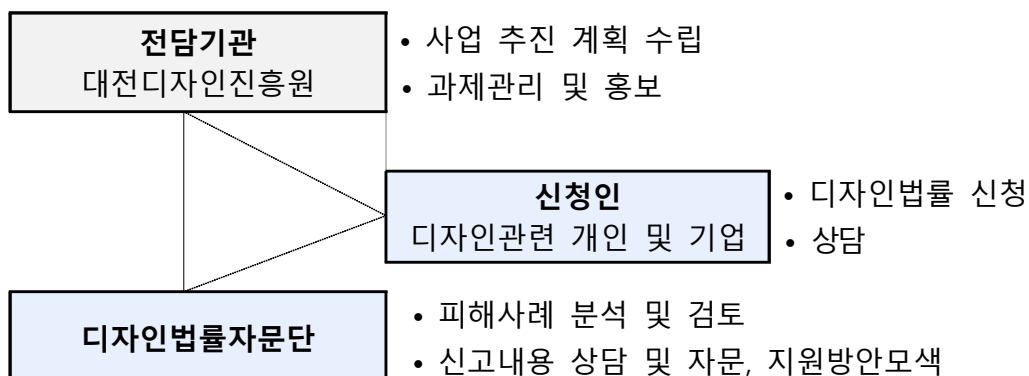 전담기관
대전디자인진흥원
• 사업 추진 계획 수립
• 과제관리 및 홍보
신청인
디자인관련 개인 및 기업
• 디자인법률 신청
• 상담
디자인법률자문단
• 피해사례 분석 및 검토
• 신고내용 상담 및 자문, 지원방안모색